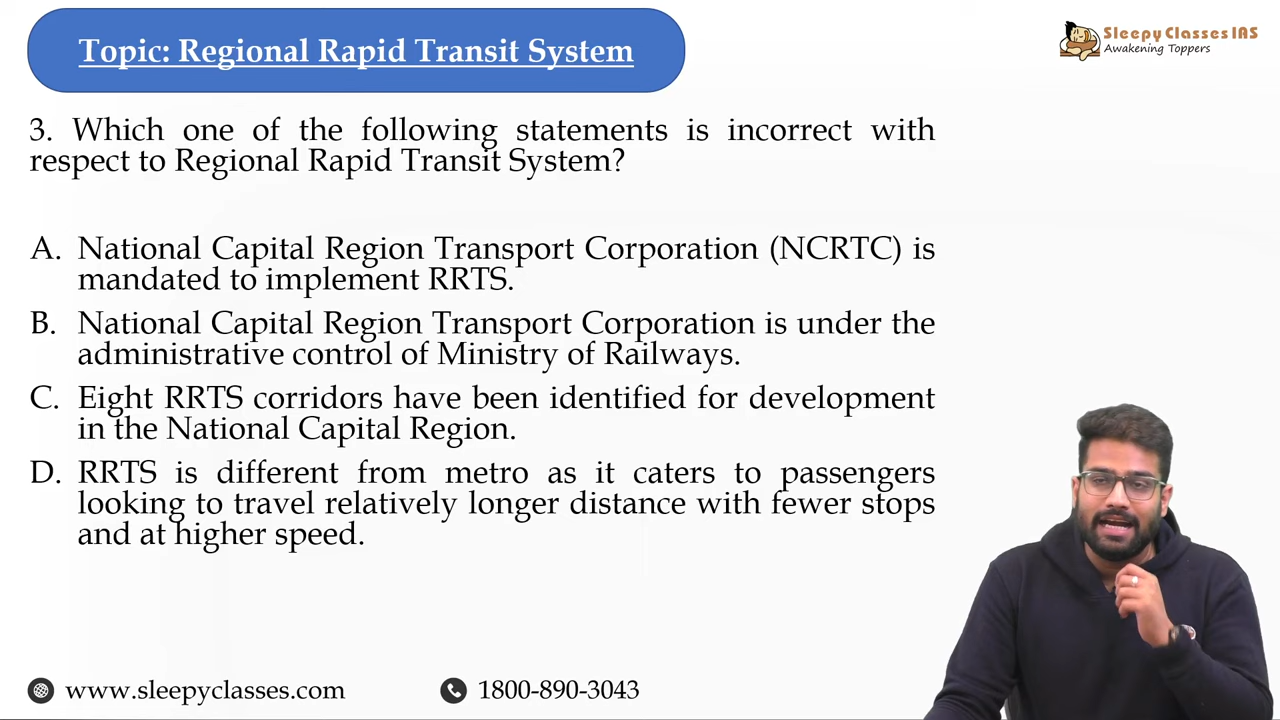 Topic: Regional Rapid Transit System
Sleepy Classes IAS
Awakening Toppers
3. Which one of the following statements is incorrect with
respect to Regional Rapid Transit System?
A. National Capital Region Transport Corporation (NCRTC) is
mandated to implement RRTS.
B. National Capital Region Transport Corporation is under the
administrative control of Ministry of Railways.
C. Eight RRTS corridors have been identified for development
in the National Capital Region.
D. RRTS is different from metro as it caters to passengers
looking to travel relatively longer distance with fewer stops
and at higher speed.
www.sleepyclasses.com
1800-890-3043